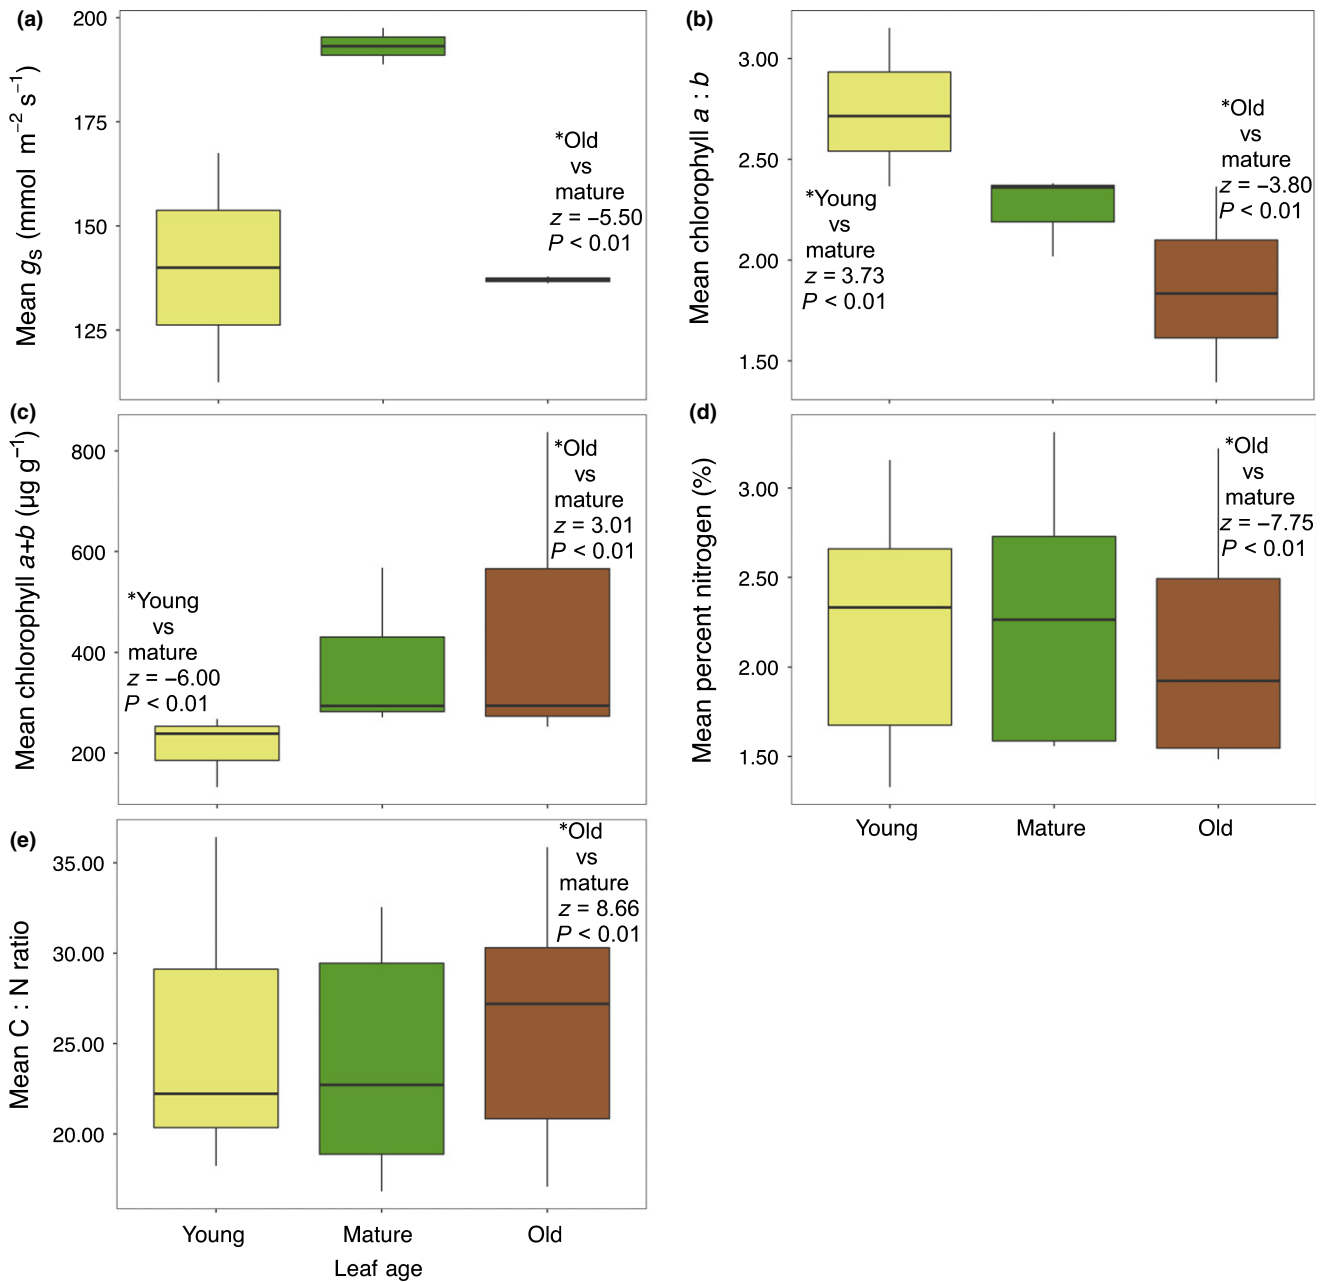 (a)
Mean gs (mmol m−2 s−1)
200
175
150
125
*Old
vs
mature
z = −5.50
P < 0.01
(b)
Mean chlorophyll a : b
3.00
2.50
2.00
1.50
*Young
vs
mature
z = 3.73
P < 0.01
*Old
vs
mature
z = −3.80
P < 0.01
(c)
Mean chlorophyll a+b (µg g−1)
800
600
400
200
*Young
vs
mature
z = −6.00
P < 0.01
*Old
vs
mature
z = 3.01
P < 0.01
(d)
Mean percent nitrogen (%)
3.00
2.50
2.00
1.50
*Old
vs
mature
z = −7.75
P < 0.01
Young Mature Old
(e)
Mean C : N ratio
35.00
30.00
25.00
20.00
*Old
vs
mature
z = 8.66
P < 0.01
Young Mature Old
Leaf age